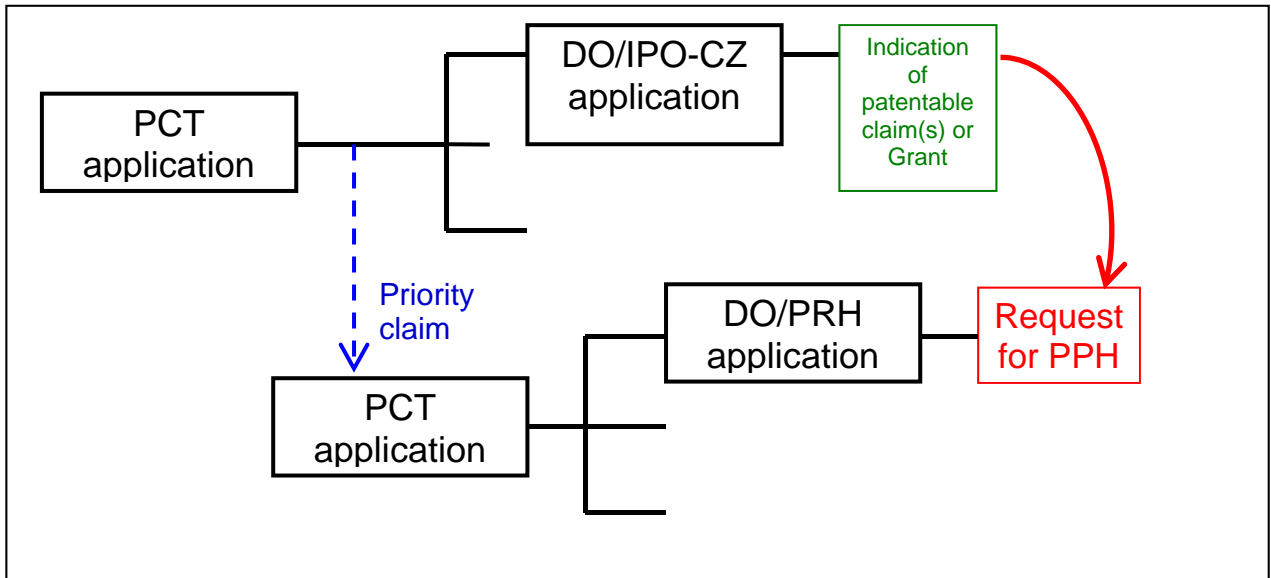 PCT
application
DO/IPO-CZ
application
Indication
of
patentable
claim(s) or
Grant
Priority
claim
PCT
application
DO/PRH
application
Request
for PPH